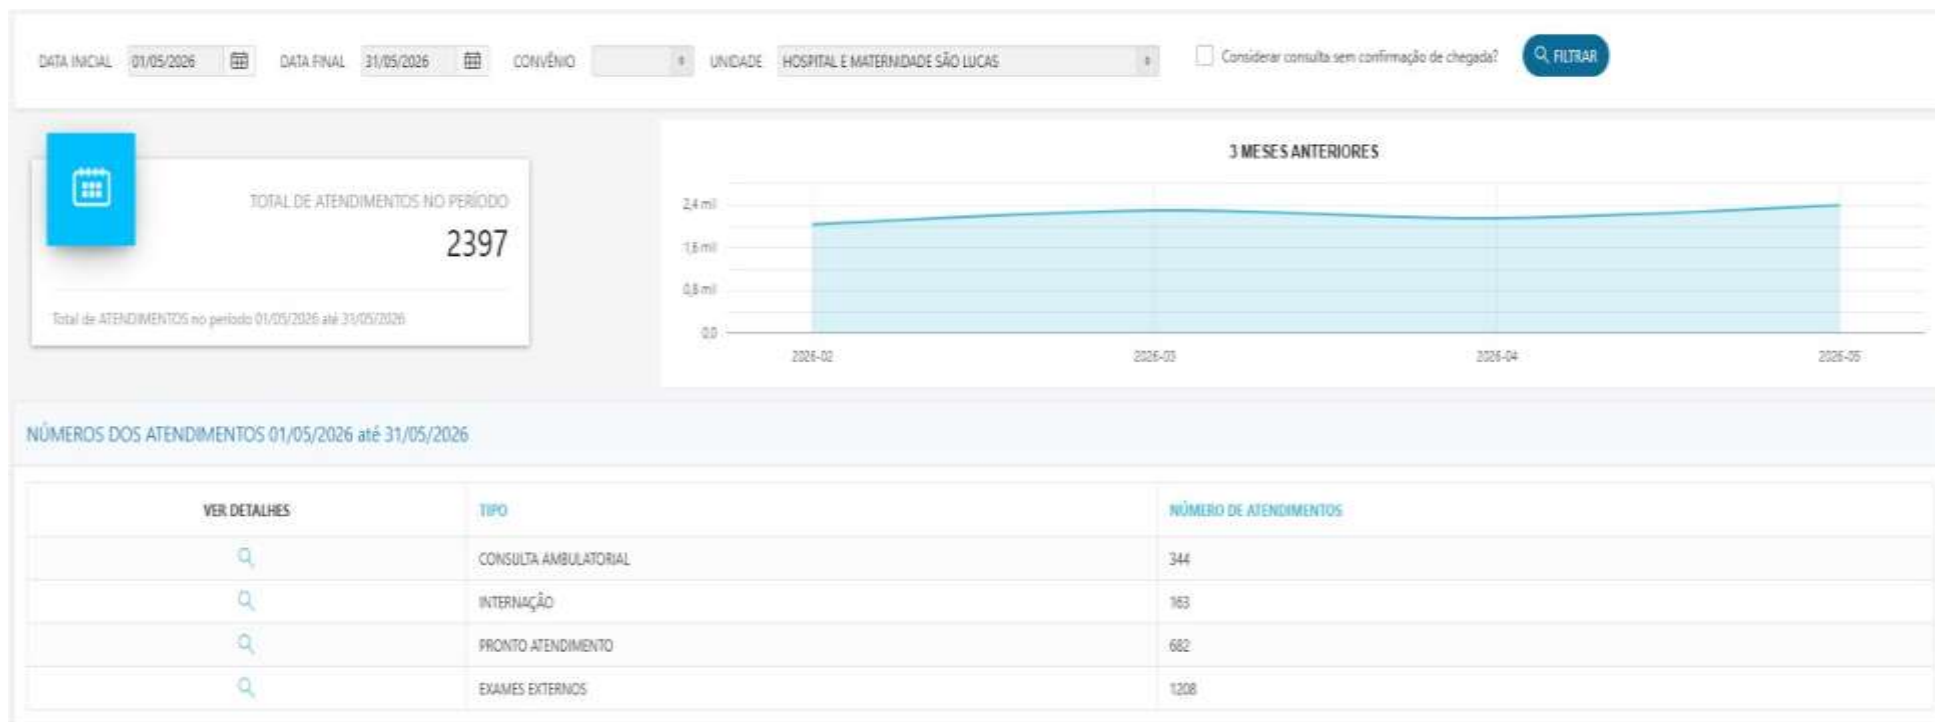 DATA INICIAL 01/05/2026 DATA FINAL 31/05/2026 CONVÊNIO UNIDADE HOSPITAL E MATERNIDADE SÃO LUCAS Considerar consulta sem confirmação de chegada? FILTRAR
TOTAL DE ATENDIMENTOS NO PERÍODO
2397
Total de ATENDIMENTOS no período 01/05/2026 até 31/05/2026
3 MESES ANTERIORES
2,4 mil
1,6 mil
0,8 mil
0,0
2026-02 2026-03 2026-04 2026-05
NÚMEROS DOS ATENDIMENTOS 01/05/2026 até 31/05/2026
VER DETALHES TIPO NÚMERO DE ATENDIMENTOS
CONSULTA AMBULATORIAL 344
INTERNAÇÃO 163
PRONTO ATENDIMENTO 682
EXAMES EXTERNOS 1208